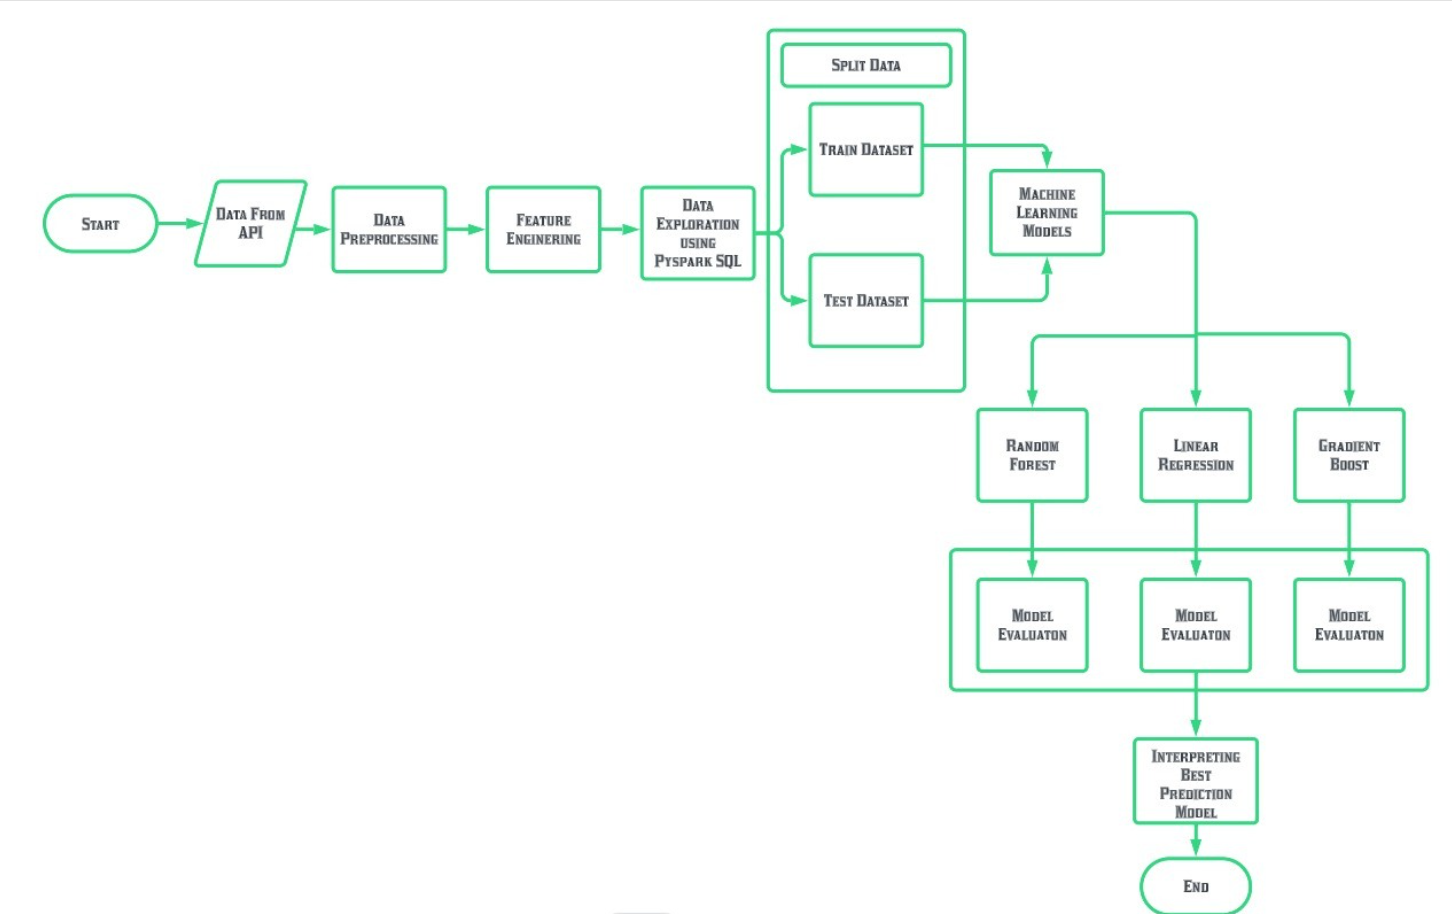 Start
Data From
API
Data
Preprocessing
Feature
Enginering
Data
Exploration
using
Pyspark SQL
Split Data
Train Dataset
Test Dataset
Machine
Learning
Models
Random
Forest
Linear
Regression
Gradient
Boost
Model
Evaluaton
Model
Evaluaton
Model
Evaluaton
Interpreting
Best
Prediction
Model
End